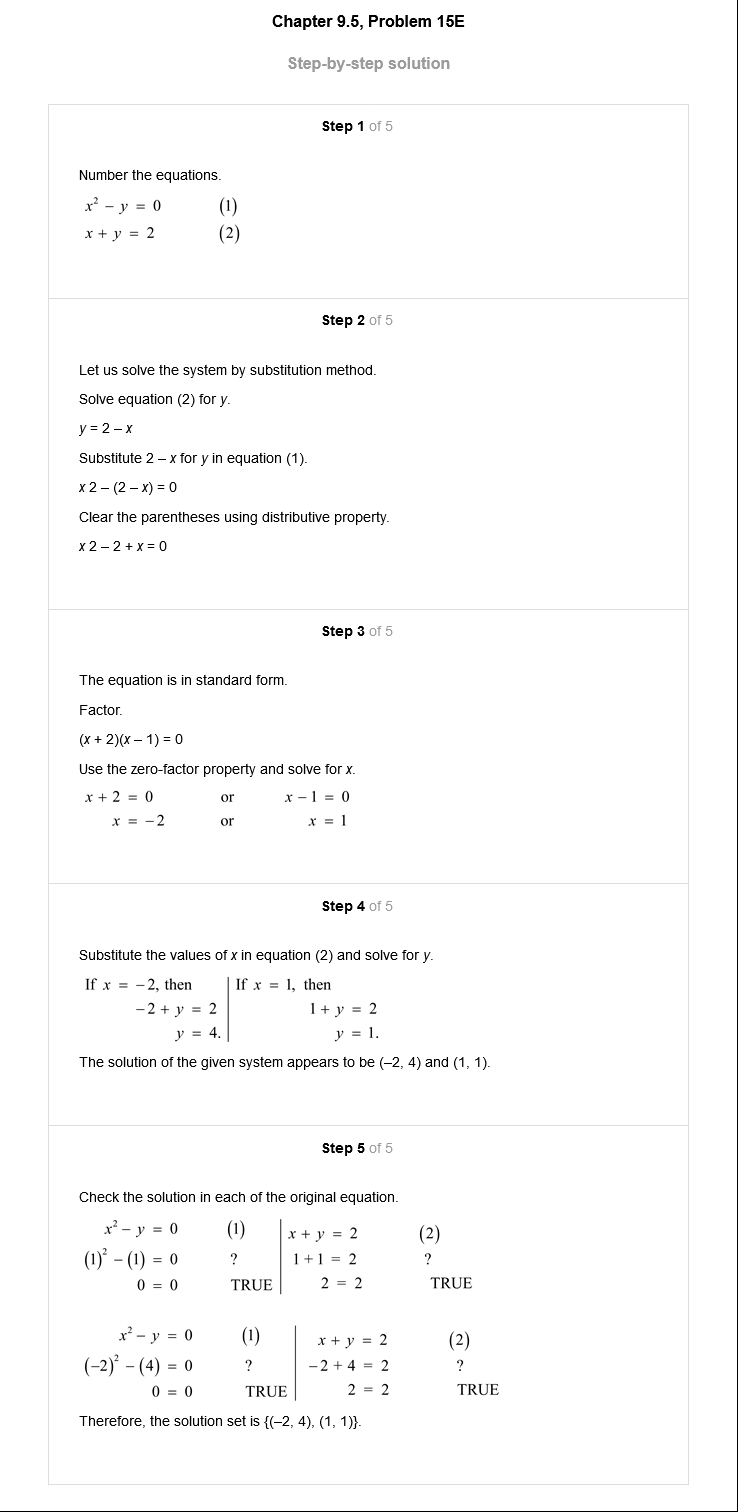 Chapter 9.5, Problem 15E
Step-by-step solution
Step 1 of 5
Number the equations.
x² − y = 0 (1)
x + y = 2 (2)
Step 2 of 5
Let us solve the system by substitution method.
Solve equation (2) for y.
y = 2 – x
Substitute 2 – x for y in equation (1).
x 2 – (2 – x) = 0
Clear the parentheses using distributive property.
x 2 – 2 + x = 0
Step 3 of 5
The equation is in standard form.
Factor.
(x + 2)(x – 1) = 0
Use the zero-factor property and solve for x.
x + 2 = 0 or x − 1 = 0
x = −2 or x = 1
Step 4 of 5
Substitute the values of x in equation (2) and solve for y.
If x = −2, then | If x = 1, then
−2 + y = 2 | 1 + y = 2
y = 4. | y = 1.
The solution of the given system appears to be (–2, 4) and (1, 1).
Step 5 of 5
Check the solution in each of the original equation.
x² − y = 0 (1) | x + y = 2 (2)
(1)² − (1) = 0 ? | 1 + 1 = 2 ?
0 = 0 TRUE | 2 = 2 TRUE
x² − y = 0 (1) | x + y = 2 (2)
(−2)² − (4) = 0 ? | −2 + 4 = 2 ?
0 = 0 TRUE | 2 = 2 TRUE
Therefore, the solution set is {(–2, 4), (1, 1)}.